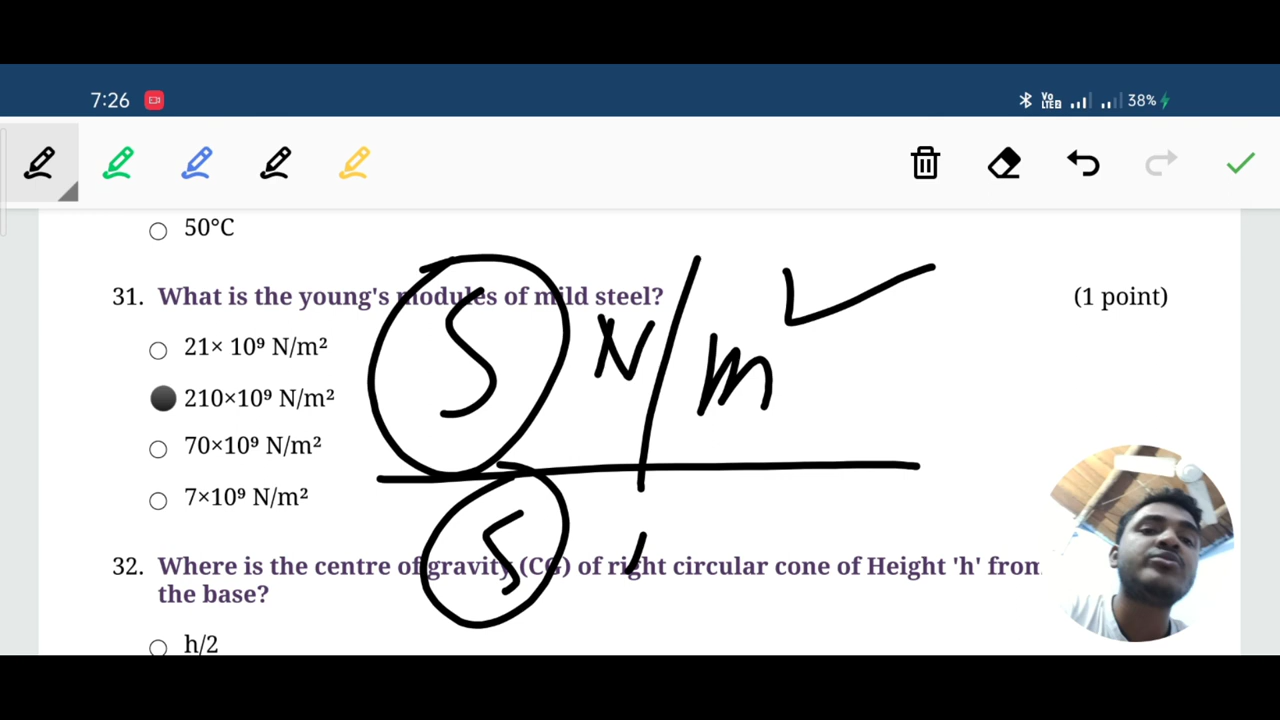 7:26
Vo LTE2 38%
50°C
31. What is the young's modules of mild steel? (1 point)
21× 10⁹ N/m²
210×10⁹ N/m²
70×10⁹ N/m²
7×10⁹ N/m²
S N/m
S
32. Where is the centre of gravity (CG) of right circular cone of Height 'h' from
the base?
h/2